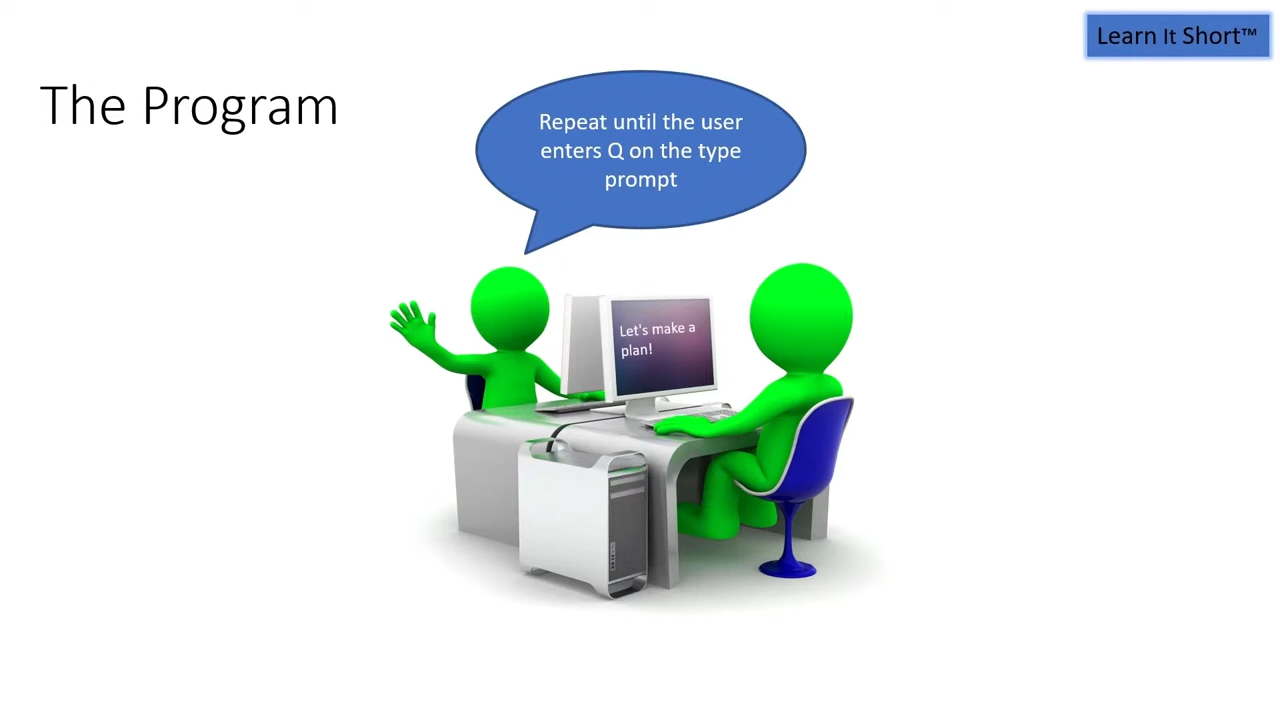 Learn It Short™
The Program
Repeat until the user
enters Q on the type
prompt
Let's make a
plan!